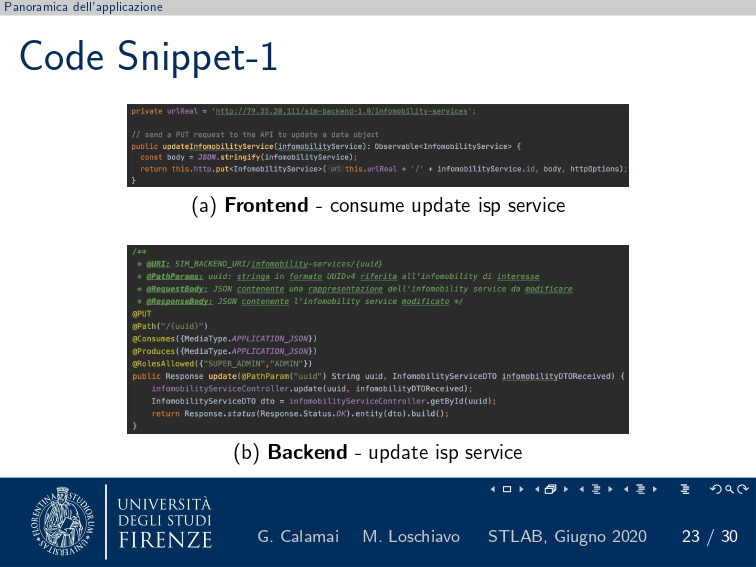 Panoramica dell'applicazione
Code Snippet-1
private urlReal = 'http://79.35.20.111/sim-backend-1.0/infomobility-services';
// send a PUT request to the API to update a data object
public updateInfomobilityService(infomobilityService): Observable<InfomobilityService> {
const body = JSON.stringify(infomobilityService);
return this.http.put<InfomobilityService>( url: this.urlReal + '/' + infomobilityService.id, body, httpOptions);
}
(a) Frontend - consume update isp service
/**
* @URI: SIM_BACKEND_URI/infomobility-services/{uuid}
* @PathParams: uuid: stringa in formato UUIDv4 riferita all'infomobility di interesse
* @RequestBody: JSON contenente una rappresentazione dell'infomobility service da modificare
* @ResponseBody: JSON contenente l'infomobility service modificato */
@PUT
@Path("/{uuid}")
@Consumes({MediaType.APPLICATION_JSON})
@Produces({MediaType.APPLICATION_JSON})
@RolesAllowed({"SUPER_ADMIN","ADMIN"})
public Response update(@PathParam("uuid") String uuid, InfomobilityServiceDTO infomobilityDTOReceived) {
infomobilityServiceController.update(uuid, infomobilityDTOReceived);
InfomobilityServiceDTO dto = infomobilityServiceController.getById(uuid);
return Response.status(Response.Status.OK).entity(dto).build();
}
(b) Backend - update isp service
UNIVERSITÀ
DEGLI STUDI
FIRENZE
FLORENTINA STUDIORUM UNIVERSITAS
G. Calamai M. Loschiavo STLAB, Giugno 2020 23 / 30